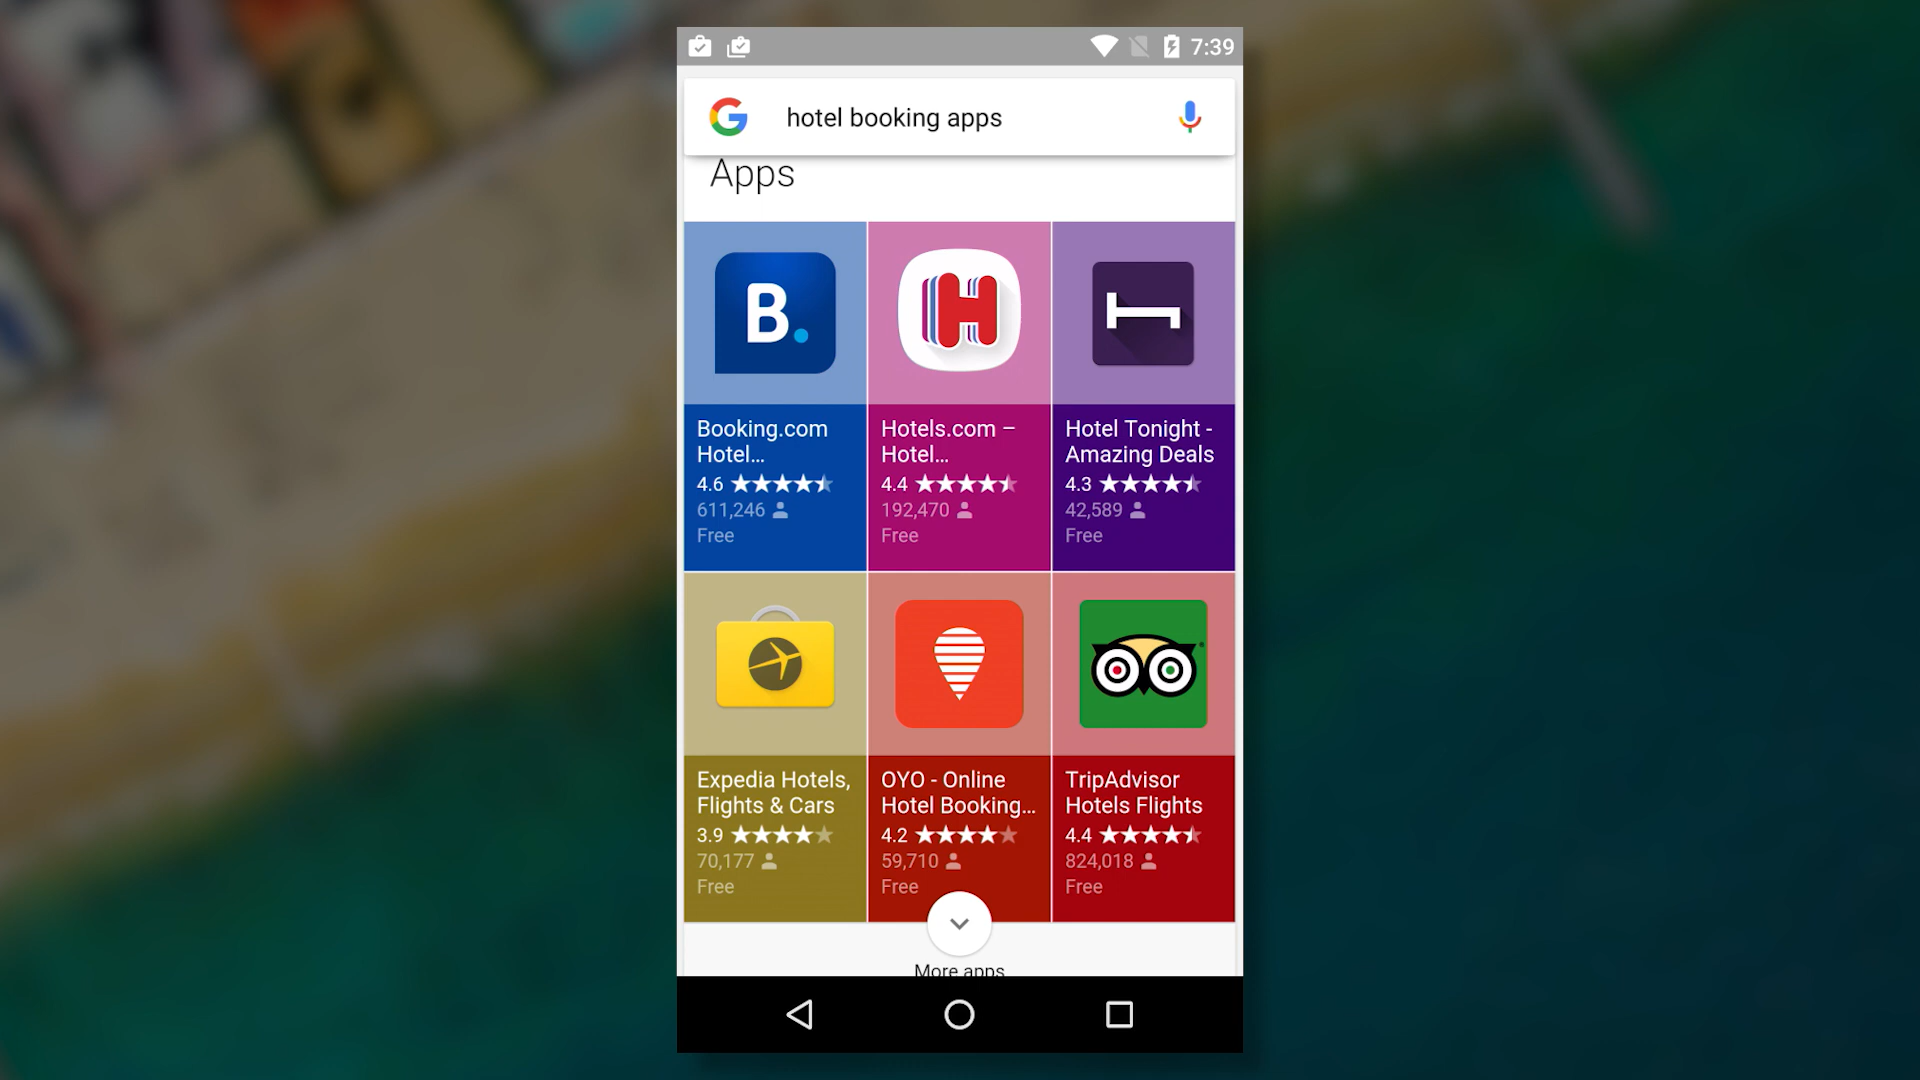 7:39
hotel booking apps
Apps
B.
H
Booking.com
Hotel...
4.6
611,246
Free
Hotels.com –
Hotel...
4.4
192,470
Free
Hotel Tonight -
Amazing Deals
4.3
42,589
Free
Expedia Hotels,
Flights & Cars
3.9
70,177
Free
OYO - Online
Hotel Booking...
4.2
59,710
Free
TripAdvisor
Hotels Flights
4.4
824,018
Free
More apps